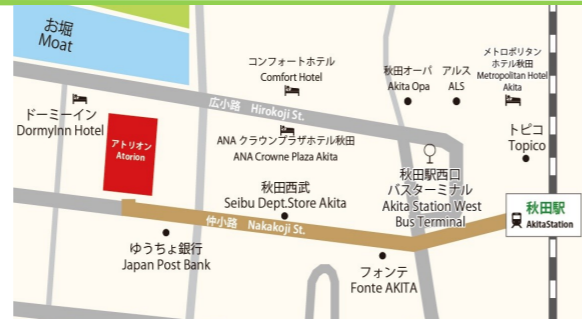 お堀
Moat
コンフォートホテル
Comfort Hotel
秋田オーパ
Akita Opa
アルス
ALS
メトロポリタン
ホテル秋田
Metropolitan Hotel
Akita
ドーミーイン
DormyInn Hotel
アトリオン
Atorion
広小路 Hirokoji St.
ANA クラウンプラザホテル秋田
ANA Crowne Plaza Akita
トピコ
Topico
秋田西武
Seibu Dept.Store Akita
秋田駅西口
バスターミナル
Akita Station West
Bus Terminal
秋田駅
AkitaStation
仲小路 Nakakoji St.
ゆうちょ銀行
Japan Post Bank
フォンテ
Fonte AKITA